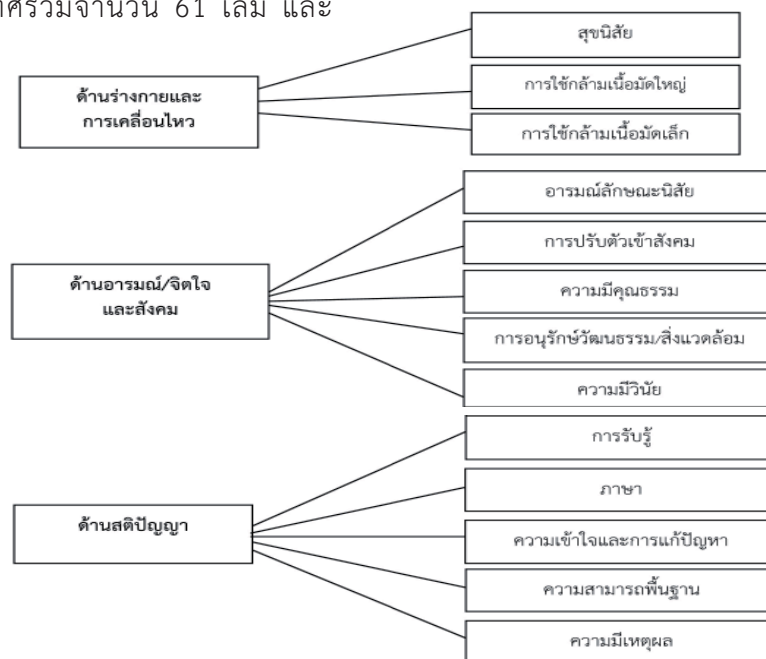 ศรวมจำนวน 61 เล่ม และ
สุขนิสัย
ด้านร่างกายและ
การเคลื่อนไหว
การใช้กล้ามเนื้อมัดใหญ่
การใช้กล้ามเนื้อมัดเล็ก
อารมณ์ลักษณะนิสัย
การปรับตัวเข้าสังคม
ด้านอารมณ์/จิตใจ
และสังคม
ความมีคุณธรรม
การอนุรักษ์วัฒนธรรม/สิ่งแวดล้อม
ความมีวินัย
การรับรู้
ภาษา
ด้านสติปัญญา
ความเข้าใจและการแก้ปัญหา
ความสามารถพื้นฐาน
ความมีเหตุผล